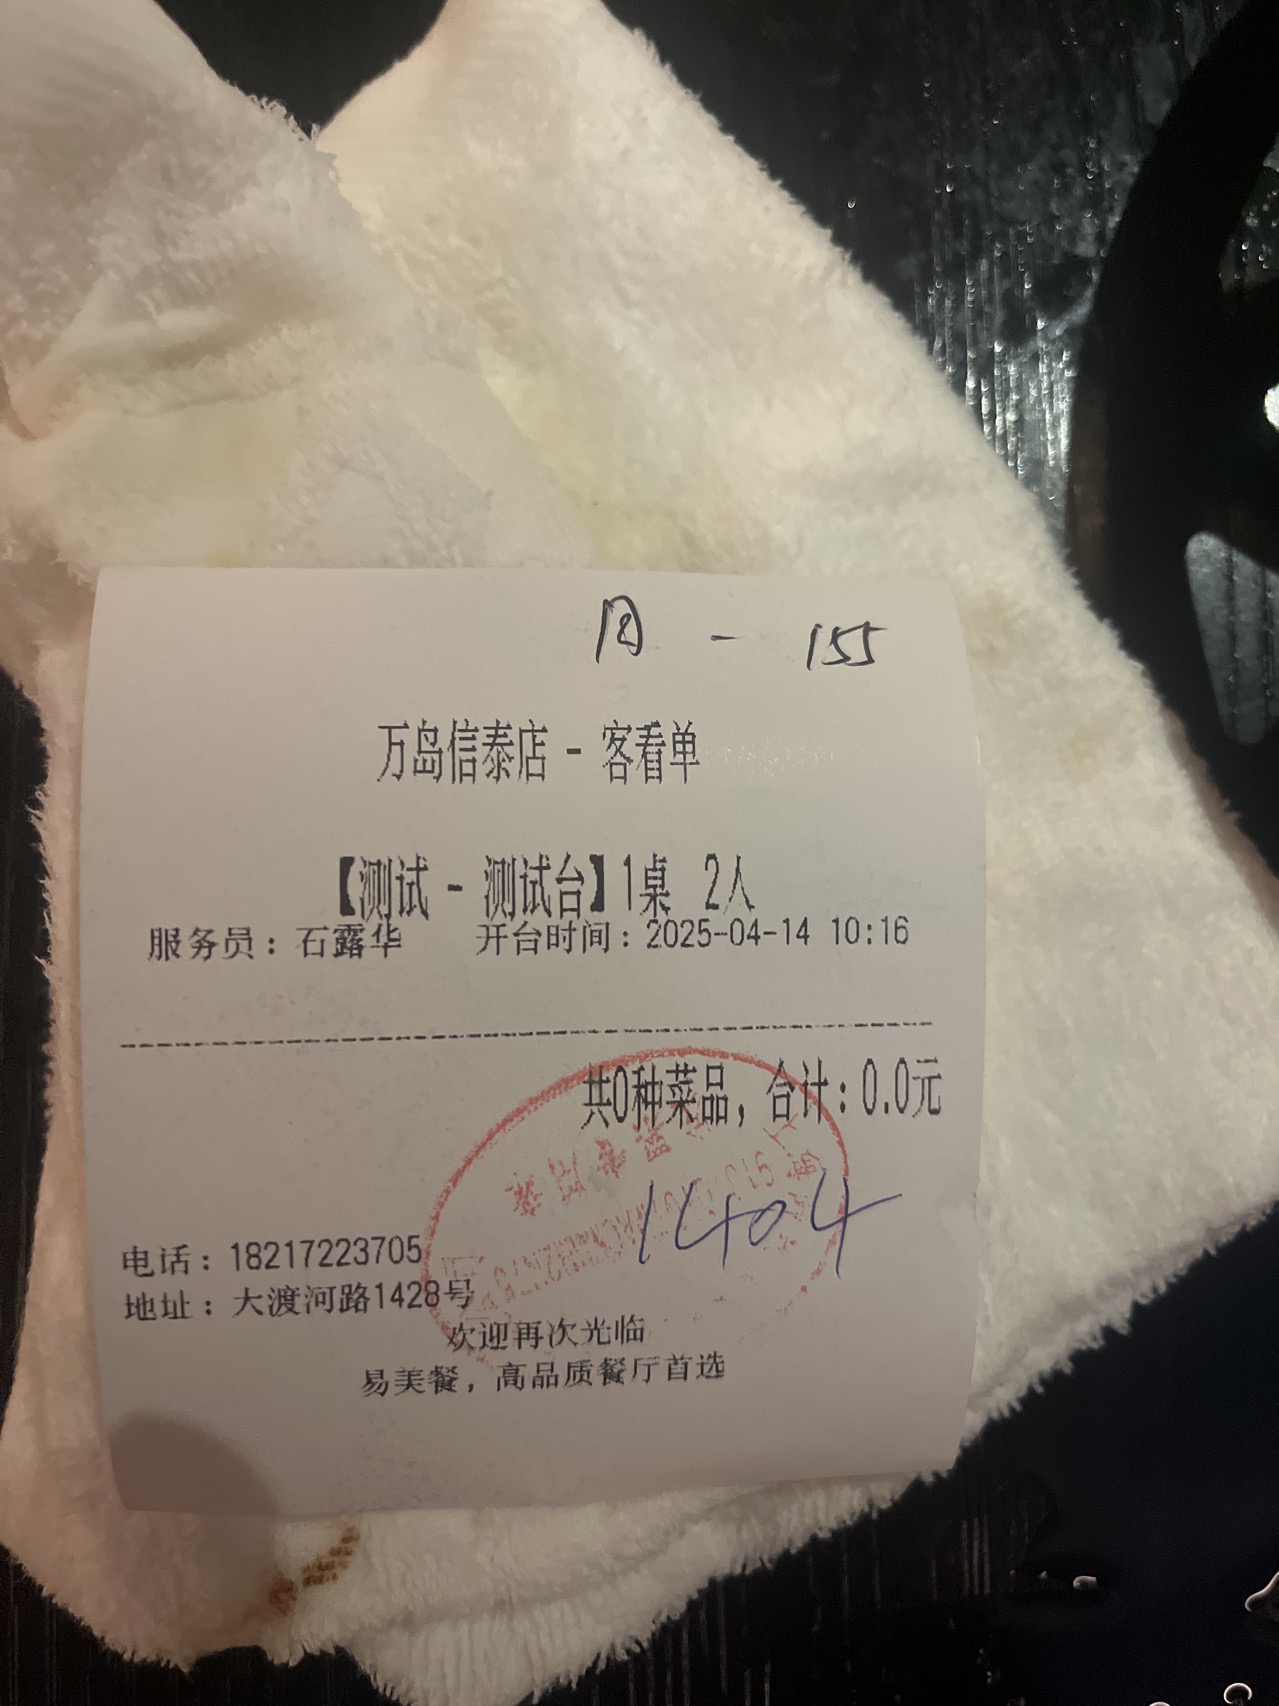 - 155
万岛信泰店 - 客看单
【测试 - 测试台】1桌 2人
服务员：石露华 开台时间：2025-04-14 10:16
共0种菜品，合计：0.0元
1404
电话：18217223705
地址：大渡河路1428号
欢迎再次光临
易美餐，高品质餐厅首选